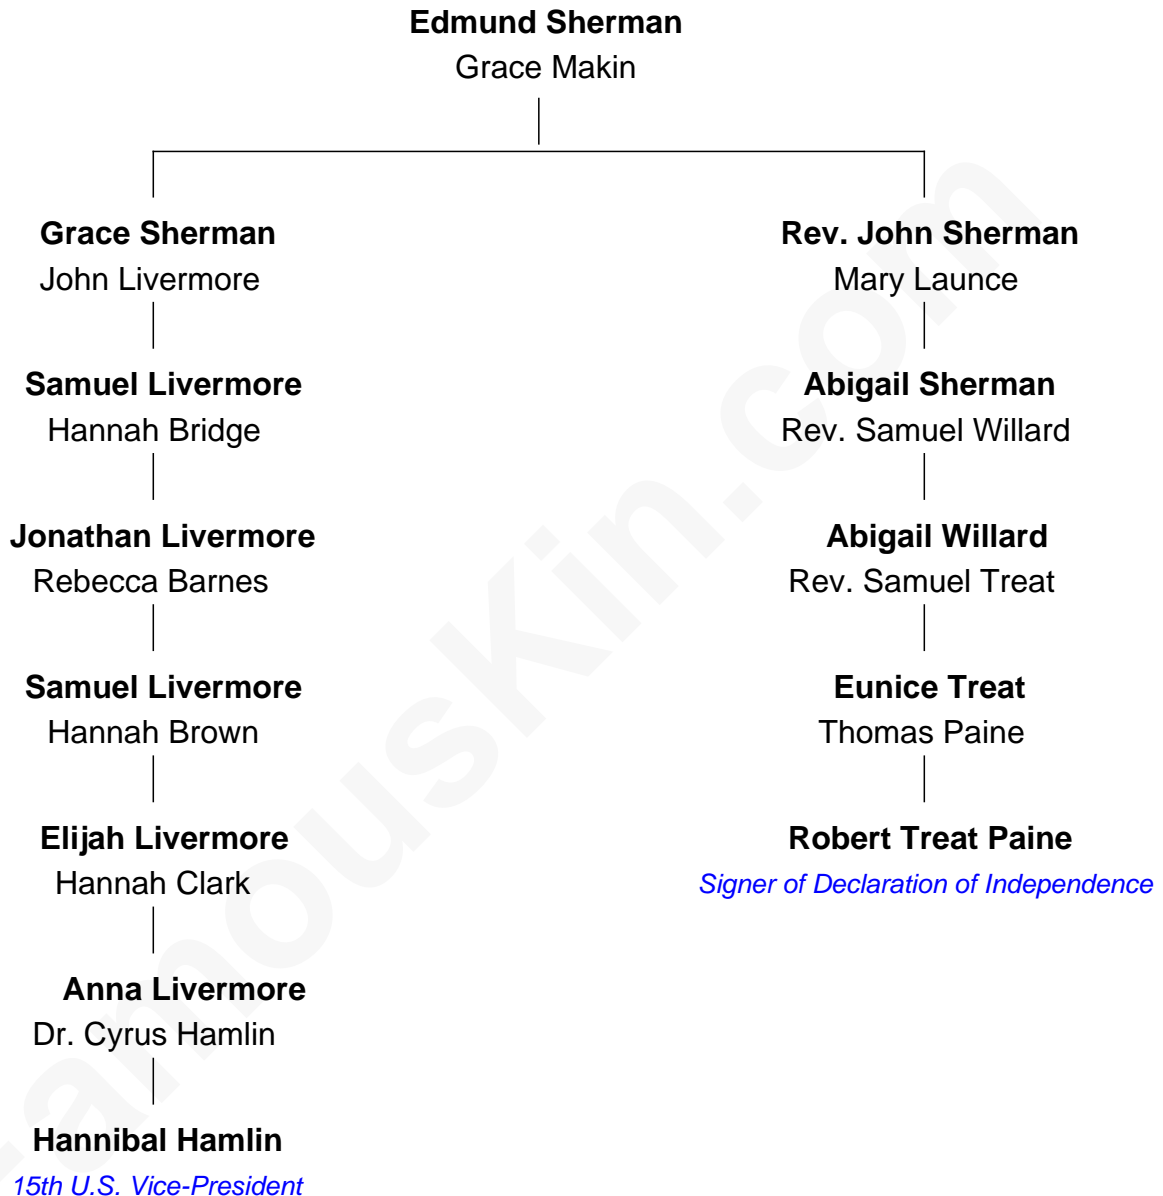 Edmund Sherman
Grace Makin
Grace Sherman
John Livermore
Samuel Livermore
Hannah Bridge
Jonathan Livermore
Rebecca Barnes
Samuel Livermore
Hannah Brown
Elijah Livermore
Hannah Clark
Anna Livermore
Dr. Cyrus Hamlin
Hannibal Hamlin
15th U.S. Vice-President
Rev. John Sherman
Mary Launce
Abigail Sherman
Rev. Samuel Willard
Abigail Willard
Rev. Samuel Treat
Eunice Treat
Thomas Paine
Robert Treat Paine
Signer of Declaration of Independence
FamousKin.com